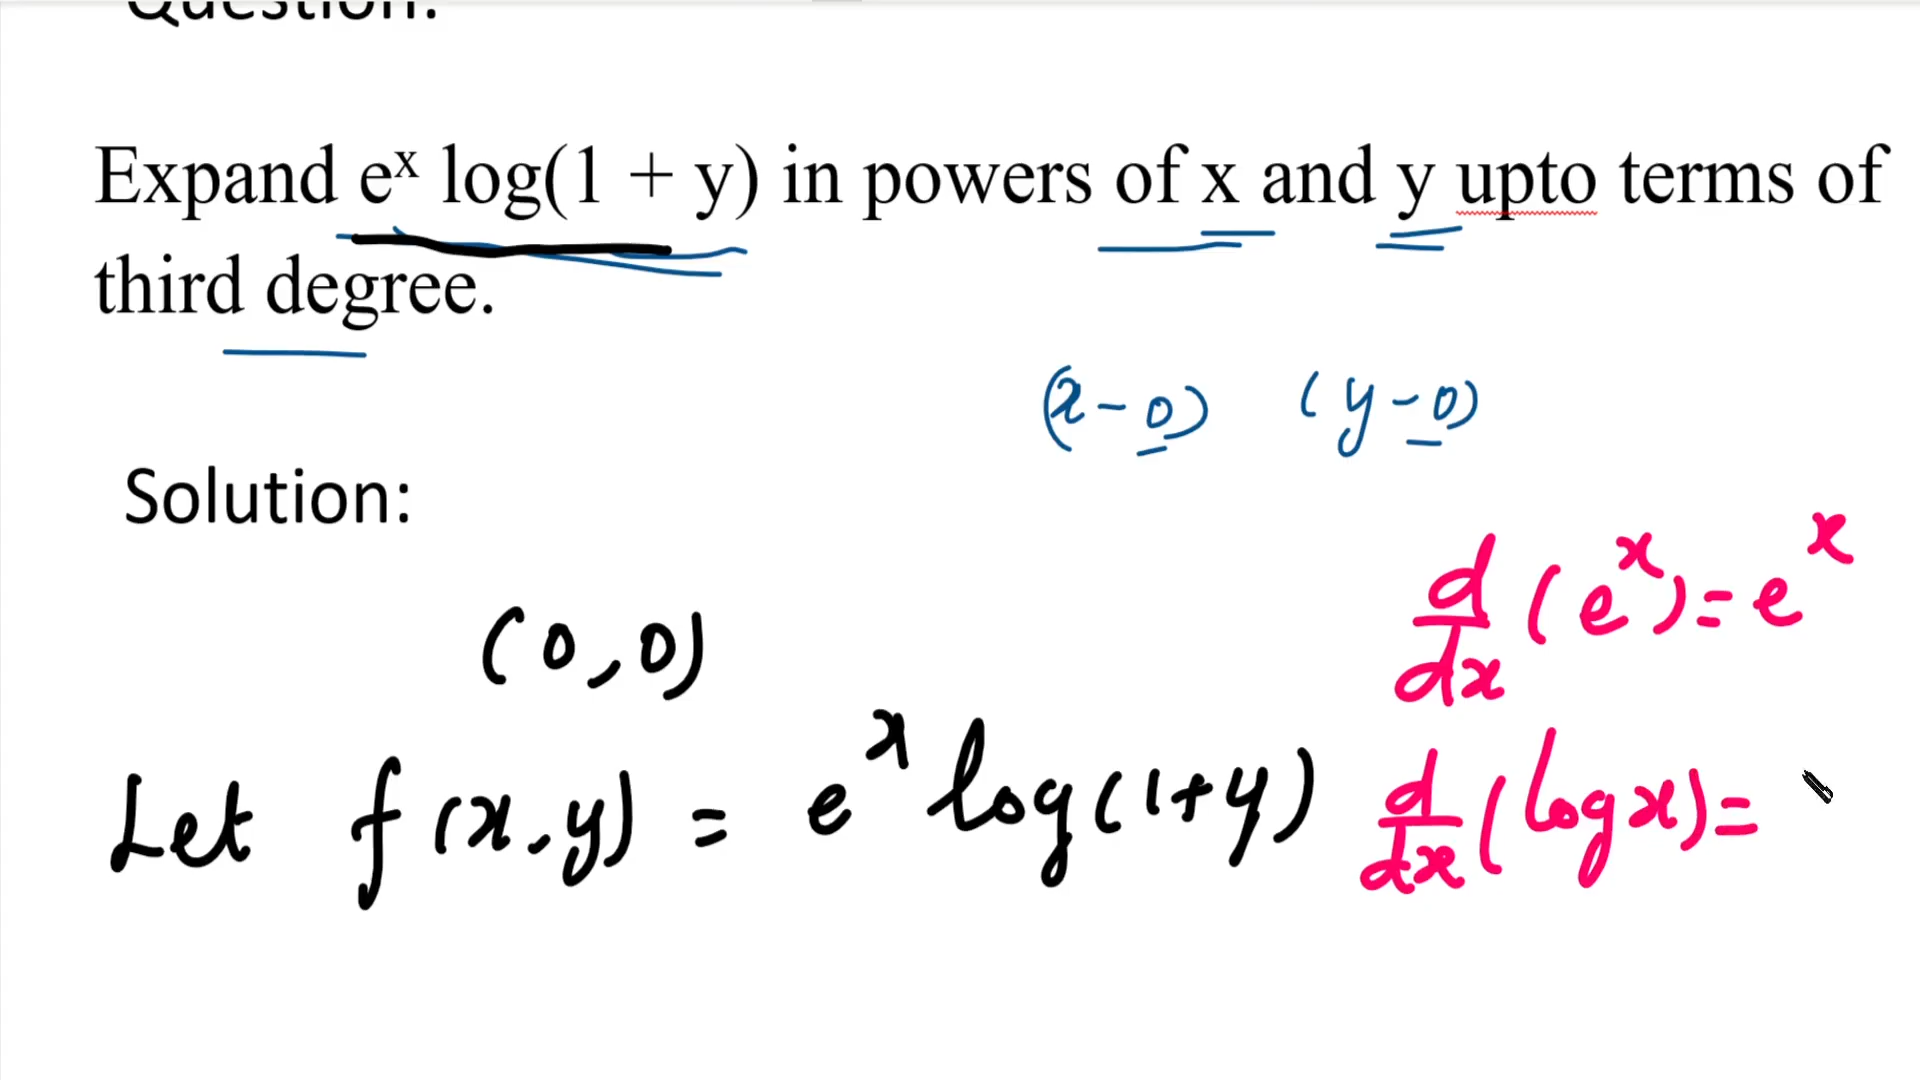 Question:
Expand eˣ log(1 + y) in powers of x and y upto terms of
third degree.
(x-0) (y-0)
Solution:
d/dx (eˣ) = eˣ
(0,0)
Let f(x,y) = eˣ log(1+y)
d/dx (log x) =